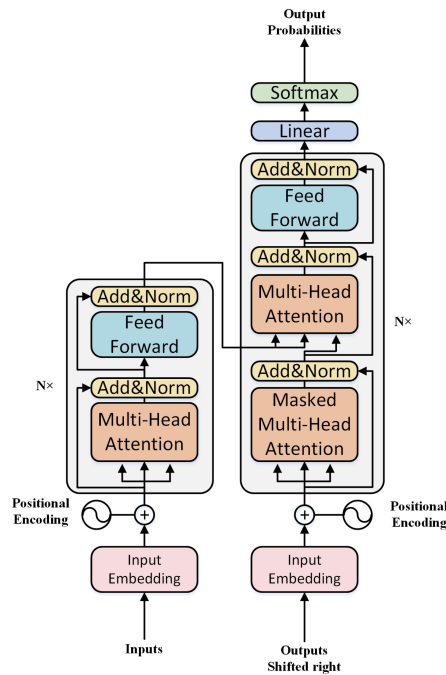 Output
Probabilities
Softmax
Linear
Add&Norm
Feed
Forward
Add&Norm
Multi-Head
Attention
N×
Add&Norm
Masked
Multi-Head
Attention
Add&Norm
Feed
Forward
N×
Add&Norm
Multi-Head
Attention
Positional
Encoding
+
+
Positional
Encoding
Input
Embedding
Input
Embedding
Inputs
Outputs
Shifted right